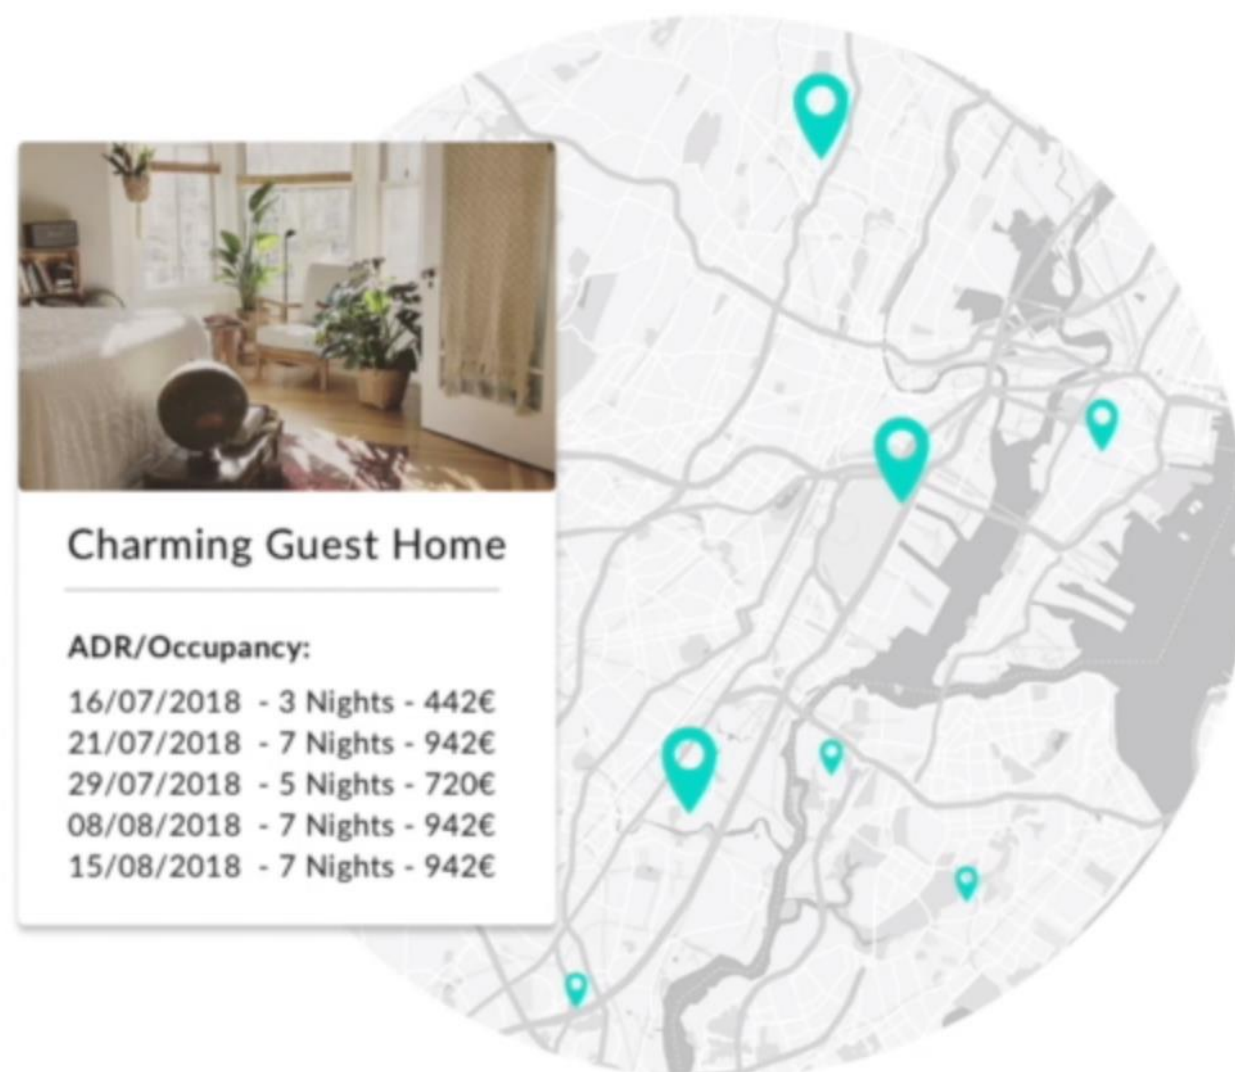 Charming Guest Home
ADR/Occupancy:
16/07/2018 - 3 Nights - 442€
21/07/2018 - 7 Nights - 942€
29/07/2018 - 5 Nights - 720€
08/08/2018 - 7 Nights - 942€
15/08/2018 - 7 Nights - 942€